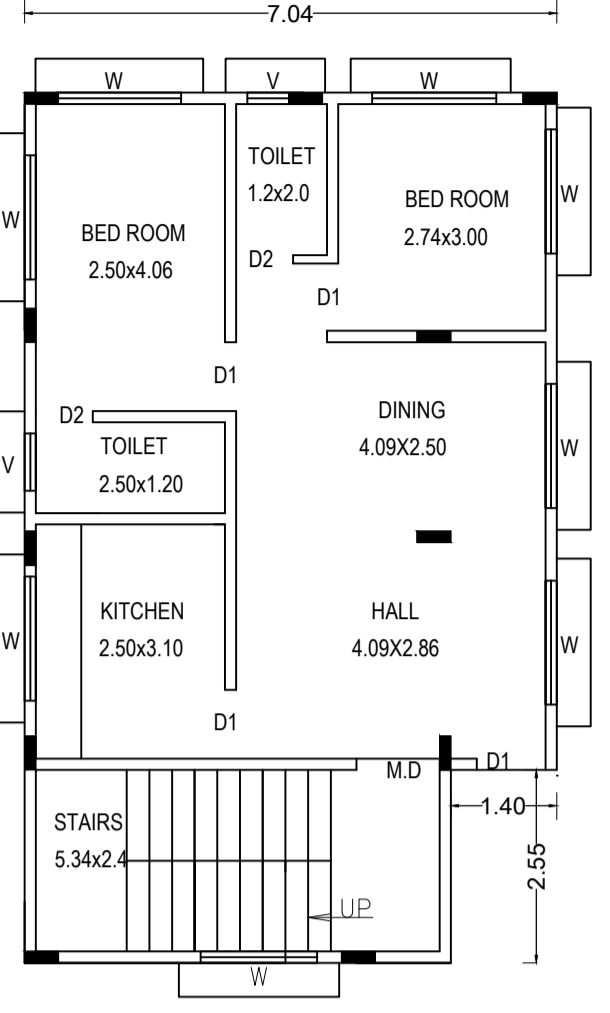 7.04
W
V
W
TOILET
1.2x2.0
W
BED ROOM
2.74x3.00
W
BED ROOM
2.50x4.06
D2
D1
D1
D2
DINING
4.09X2.50
W
TOILET
2.50x1.20
V
KITCHEN
2.50x3.10
HALL
4.09X2.86
W
W
D1
M.D
D1
1.40
STAIRS
5.34x2.4
2.55
UP
W